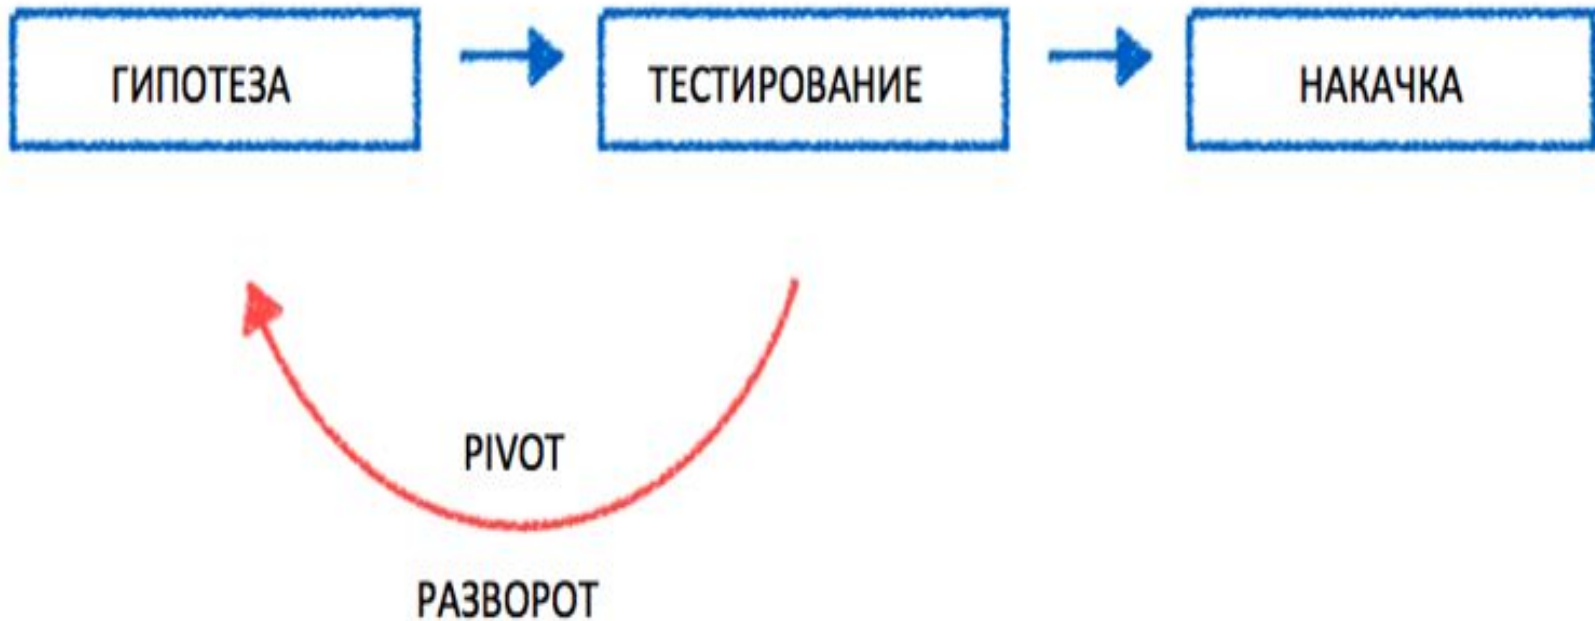 ГИПОТЕЗА
ТЕСТИРОВАНИЕ
НАКАЧКА
PIVOT
РАЗВОРОТ